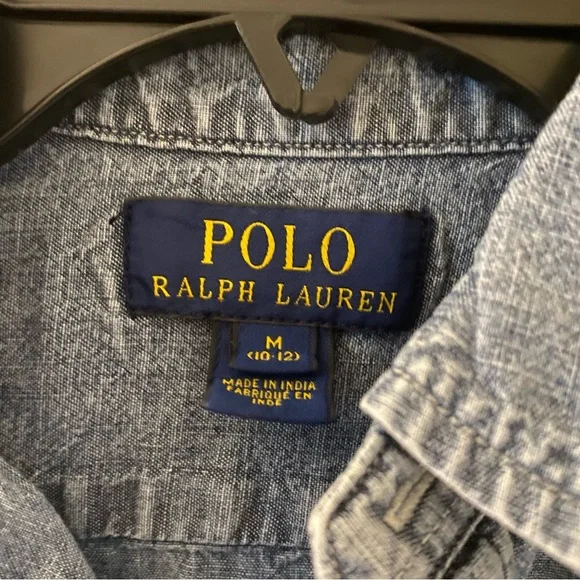 POLO
RALPH LAUREN
M
(10-12)
MADE IN INDIA
FABRIQUÉ EN
INDE